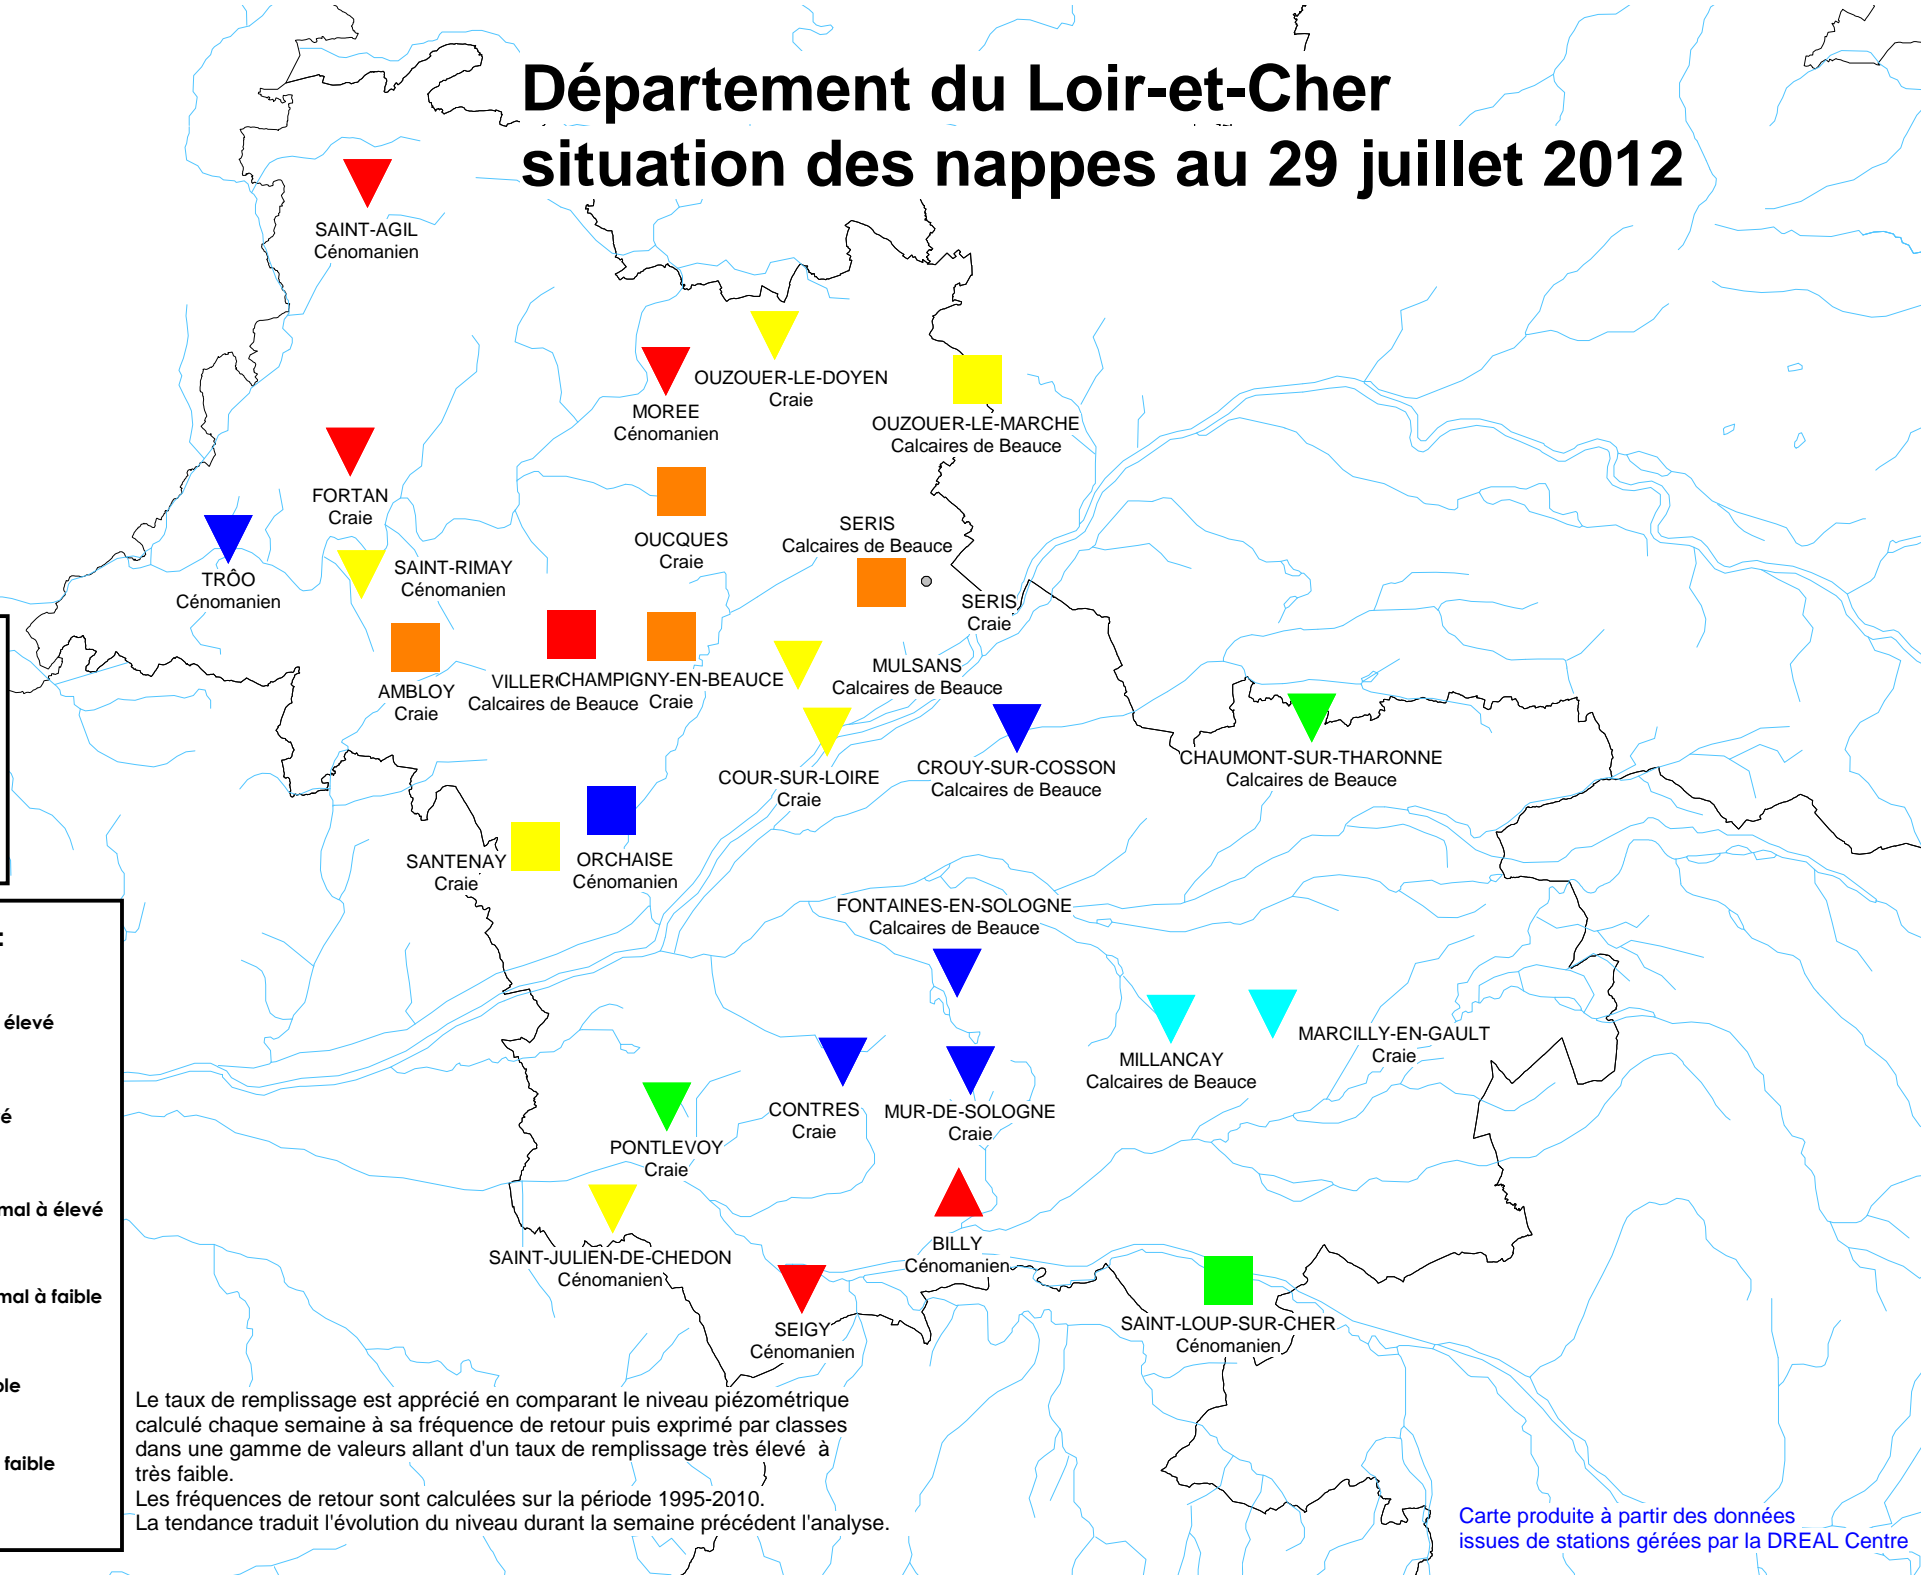 Département du Loir-et-Cher
situation des nappes au 29 juillet 2012
SAINT-AGIL
Cénomanien
OUZOUER-LE-DOYEN
Craie
MOREE
Cénomanien
OUZOUER-LE-MARCHE
Calcaires de Beauce
FORTAN
Craie
OUCQUES
Craie
SERIS
Calcaires de Beauce
TRÔO
Cénomanien
SAINT-RIMAY
Cénomanien
SERIS
Craie
AMBLOY
Craie
VILLER
Calcaires de Beauce
CHAMPIGNY-EN-BEAUCE
Craie
MULSANS
Calcaires de Beauce
COUR-SUR-LOIRE
Craie
CROUY-SUR-COSSON
Calcaires de Beauce
CHAUMONT-SUR-THARONNE
Calcaires de Beauce
SANTENAY
Craie
ORCHAISE
Cénomanien
FONTAINES-EN-SOLOGNE
Calcaires de Beauce
MILLANCAY
Calcaires de Beauce
MARCILLY-EN-GAULT
Craie
CONTRES
Craie
MUR-DE-SOLOGNE
Craie
PONTLEVOY
Craie
SAINT-JULIEN-DE-CHEDON
Cénomanien
BILLY
Cénomanien
SEIGY
Cénomanien
SAINT-LOUP-SUR-CHER
Cénomanien
:
élevé
é
mal à élevé
mal à faible
ble
faible
Le taux de remplissage est apprécié en comparant le niveau piézométrique
calculé chaque semaine à sa fréquence de retour puis exprimé par classes
dans une gamme de valeurs allant d'un taux de remplissage très élevé à
très faible.
Les fréquences de retour sont calculées sur la période 1995-2010.
La tendance traduit l'évolution du niveau durant la semaine précédent l'analyse.
Carte produite à partir des données
issues de stations gérées par la DREAL Centre